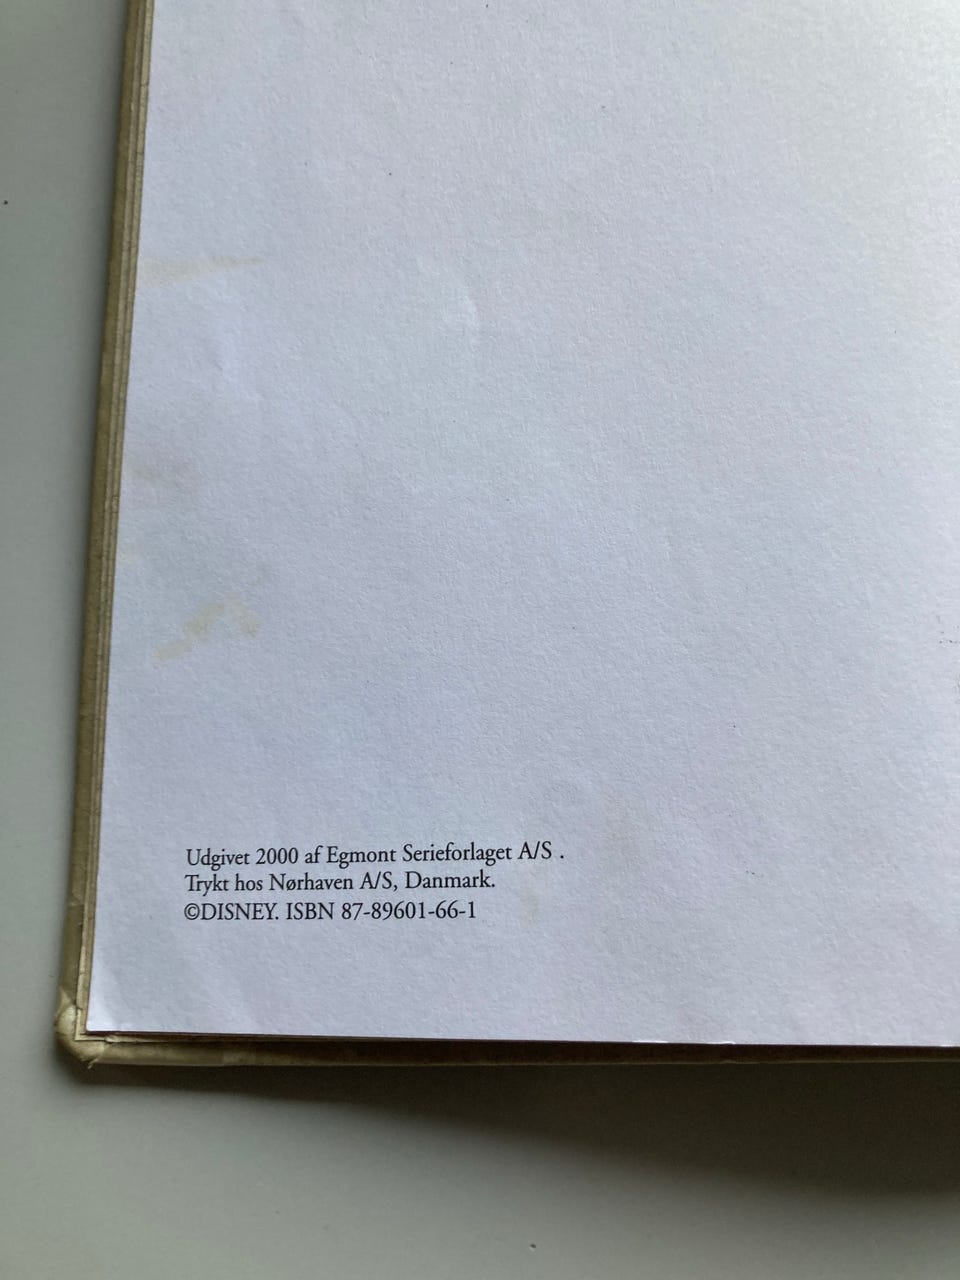 Udgivet 2000 af Egmont Serieforlaget A/S .
Trykt hos Nørhaven A/S, Danmark.
©DISNEY. ISBN 87-89601-66-1